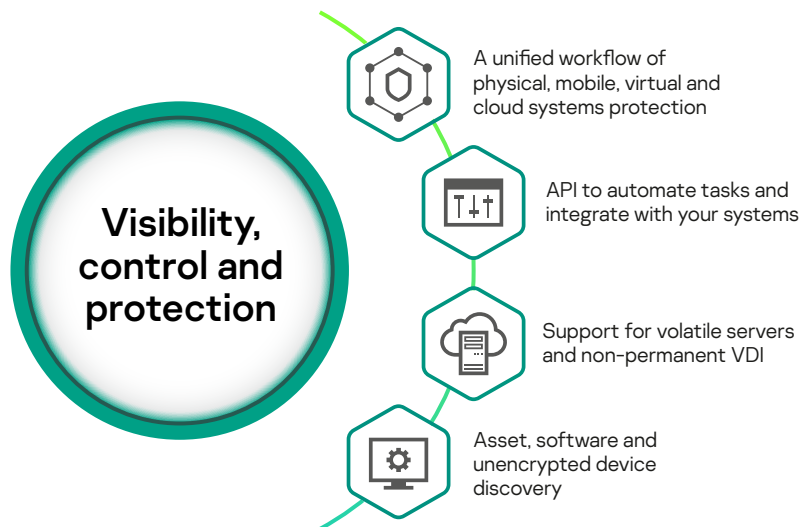 Visibility,
control and
protection
A unified workflow of
physical, mobile, virtual and
cloud systems protection
API to automate tasks and
integrate with your systems
Support for volatile servers
and non-permanent VDI
Asset, software and
unencrypted device
discovery